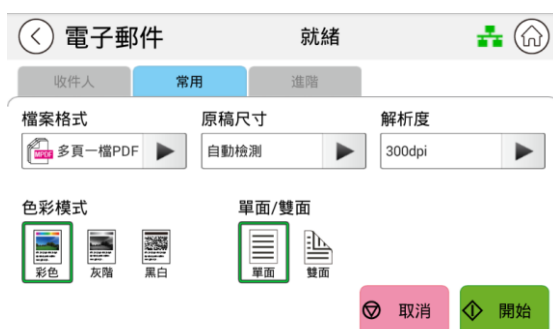 電子郵件 就緒
收件人 常用 進階
檔案格式 原稿尺寸 解析度
多頁一檔PDF 自動檢測 300dpi
色彩模式 單面/雙面
彩色 灰階 黑白 單面 雙面
取消 開始